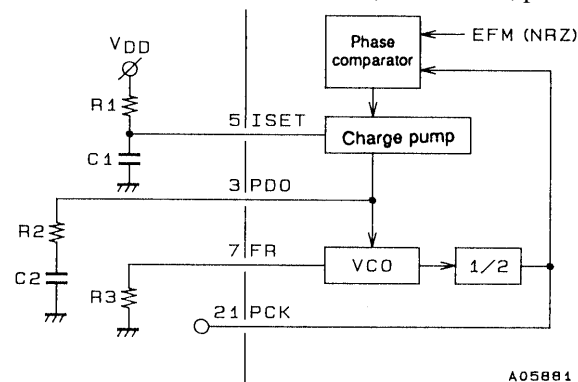 VDD
R1
C1
R2
C2
R3
5 ISET
3 PDO
7 FR
21 PCK
Phase
comparator
EFM (NRZ)
Charge pump
VCO
1/2
A05881